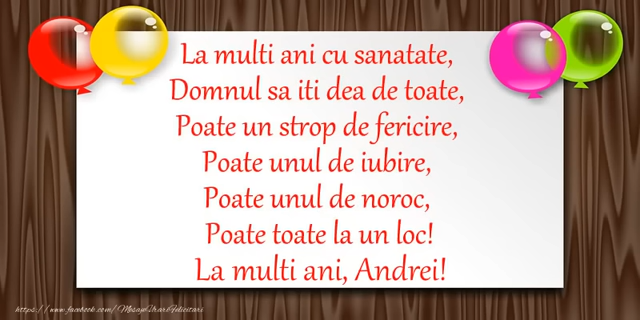 La multi ani cu sanatate,
Domnul sa iti dea de toate,
Poate un strop de fericire,
Poate unul de iubire,
Poate unul de noroc,
Poate toate la un loc!
La multi ani, Andrei!